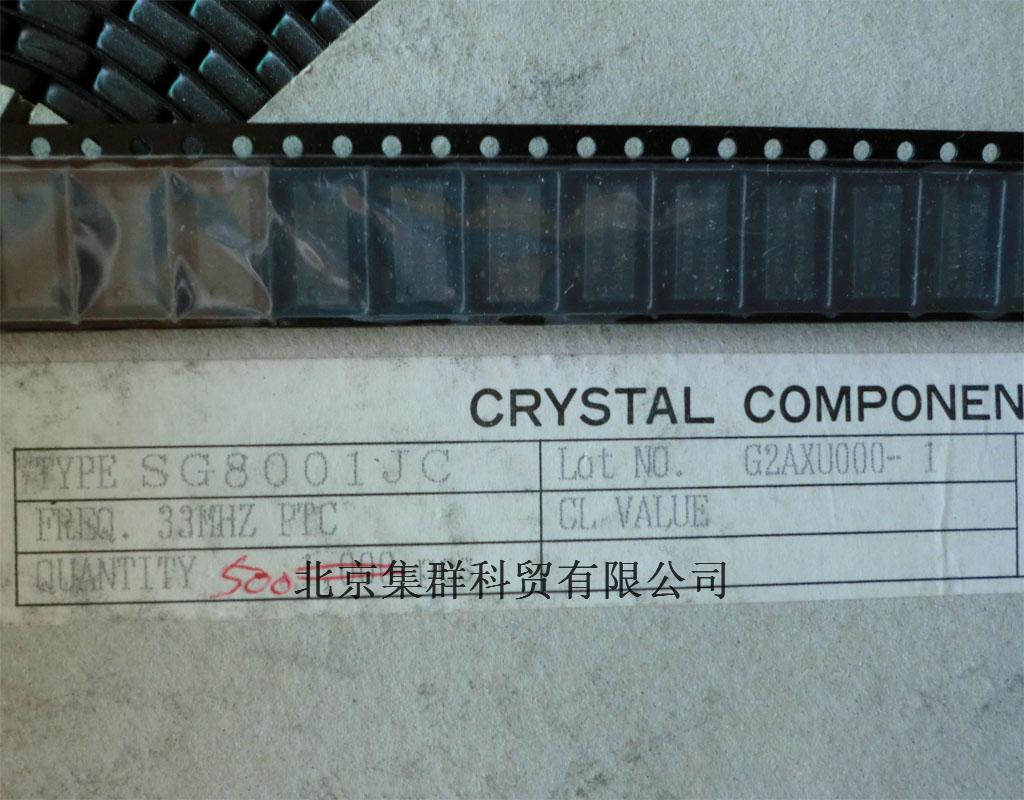 CRYSTAL COMPONEN
TYPE SG8001JC
Lot NO. G2AXU000- 1
FREQ. 33MHZ PTC
CL VALUE
QUANTITY 500
北京集群科贸有限公司